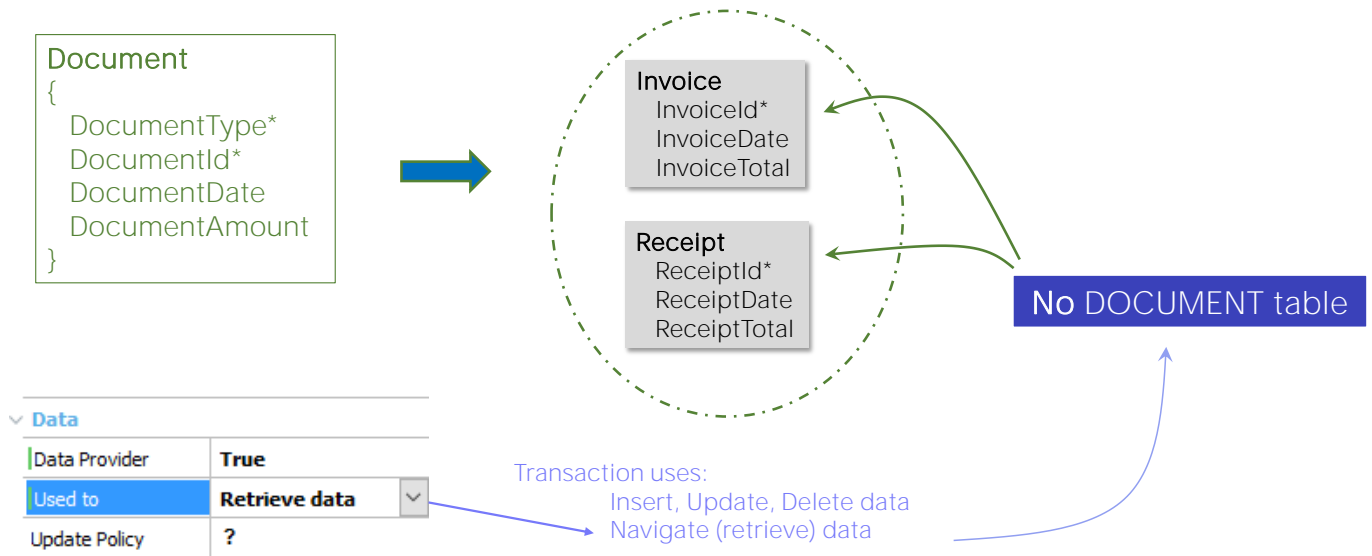 Document
{
DocumentType*
DocumentId*
DocumentDate
DocumentAmount
}
Invoice
InvoiceId*
InvoiceDate
InvoiceTotal
Receipt
ReceiptId*
ReceiptDate
ReceiptTotal
No DOCUMENT table
Data
Data Provider True
Used to Retrieve data
Update Policy ?
Transaction uses:
Insert, Update, Delete data
Navigate (retrieve) data